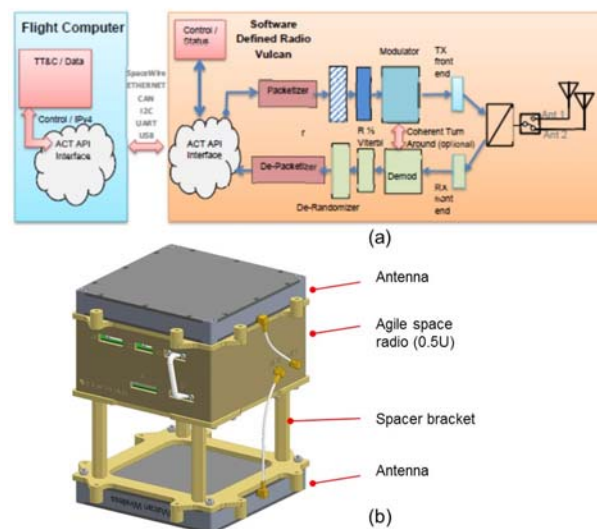 Flight Computer
TT&C / Data
Control / IPv4
ACT API
Interface
SpaceWire
ETHERNET
CAN
I2C
UART
USB
Software
Defined Radio
Vulcan
Control /
Status
ACT API
Interface
Packetizer
r
R ½
Viterbi
Modulator
TX
front
end
Ant 1
Ant 2
Coherent Turn
Around (optional)
De-Packetizer
De-Randomizer
Demod
front
end
(a)
Antenna
Agile space
radio (0.5U)
Spacer bracket
Antenna
Vulcan Wireless
(b)